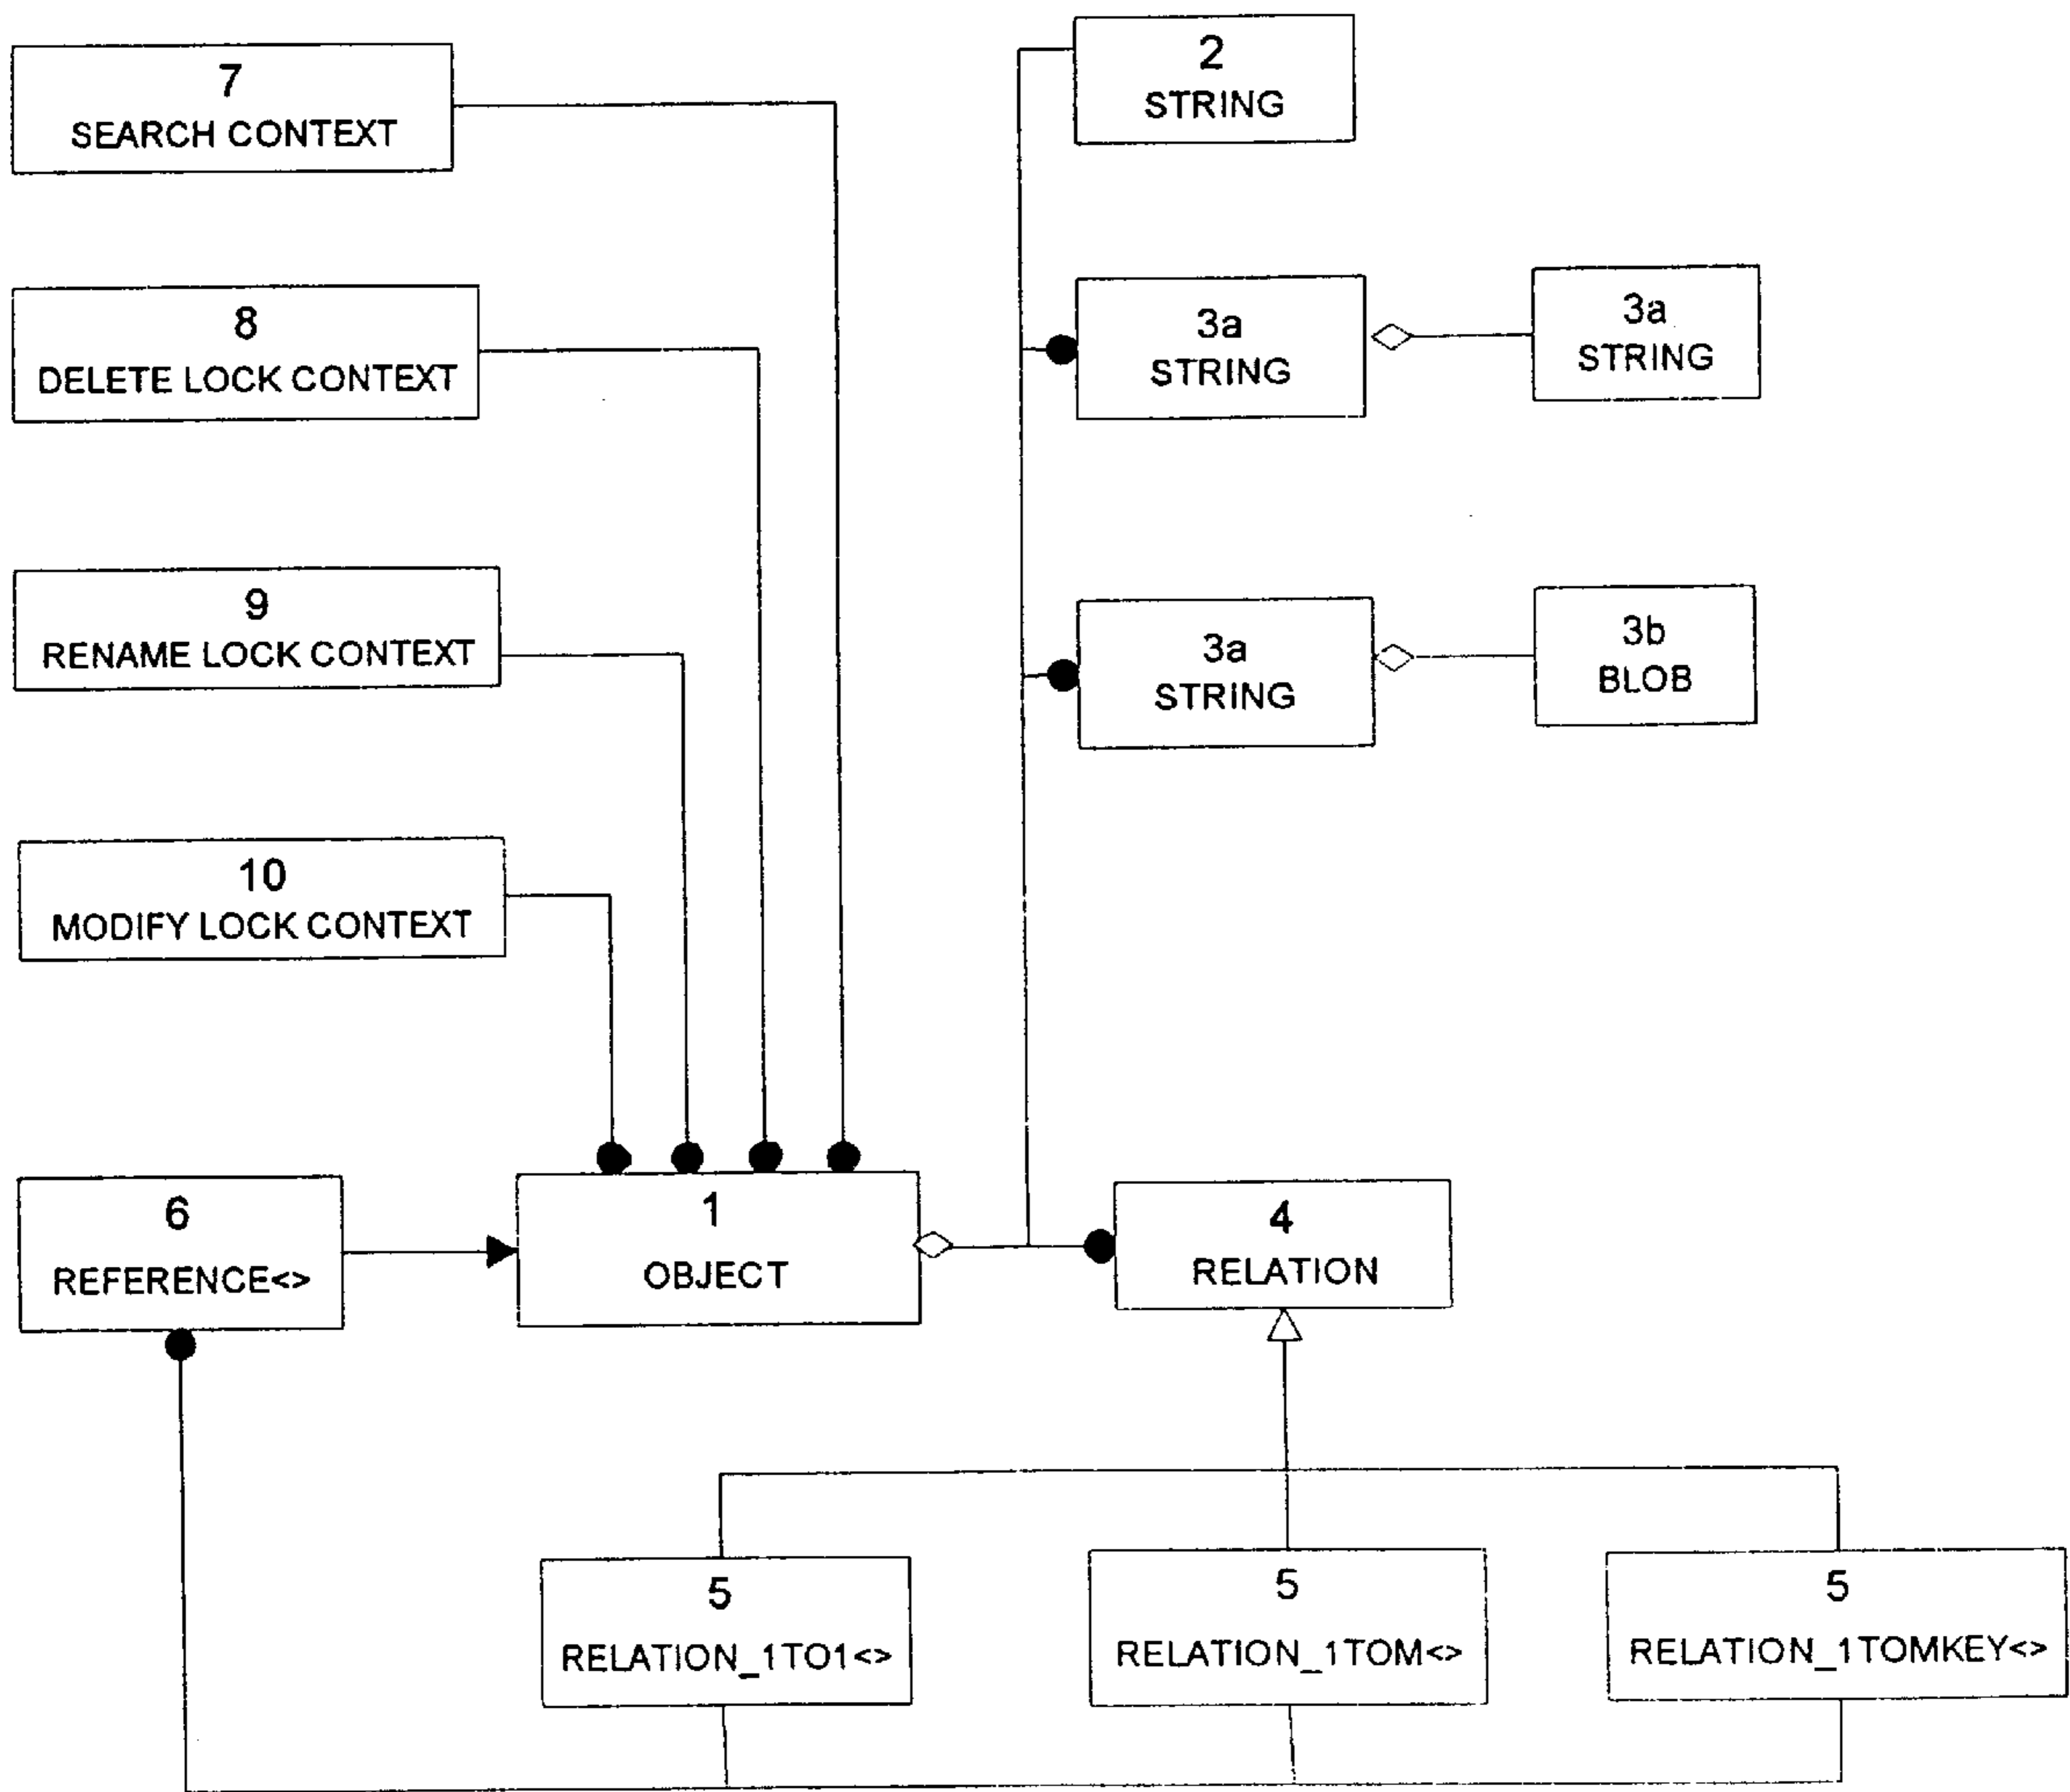 7
SEARCH CONTEXT
2
STRING
8
DELETE LOCK CONTEXT
3a
STRING
3a
STRING
9
RENAME LOCK CONTEXT
3a
STRING
3b
BLOB
10
MODIFY LOCK CONTEXT
6
REFERENCE<>
1
OBJECT
4
RELATION
5
RELATION_1TO1<>
5
RELATION_1TOM<>
5
RELATION_1TOMKEY<>